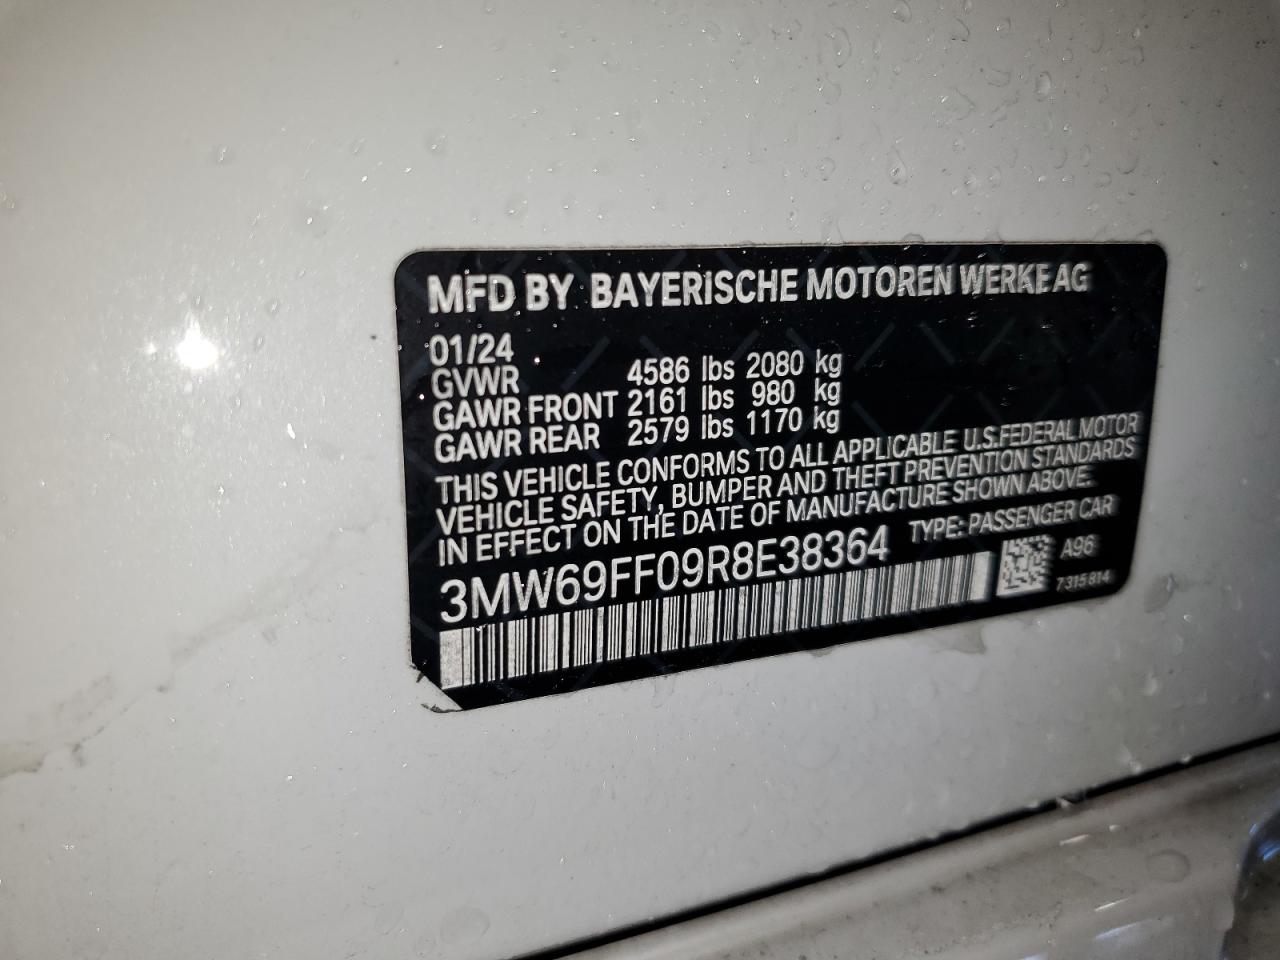 MFD BY BAYERISCHE MOTOREN WERKE AG
01/24
GVWR 4586 lbs 2080 kg
GAWR FRONT 2161 lbs 980 kg
GAWR REAR 2579 lbs 1170 kg
THIS VEHICLE CONFORMS TO ALL APPLICABLE U.S.FEDERAL MOTOR
VEHICLE SAFETY, BUMPER AND THEFT PREVENTION STANDARDS
IN EFFECT ON THE DATE OF MANUFACTURE SHOWN ABOVE.
3MW69FF09R8E38364 TYPE: PASSENGER CAR
A96
7315814